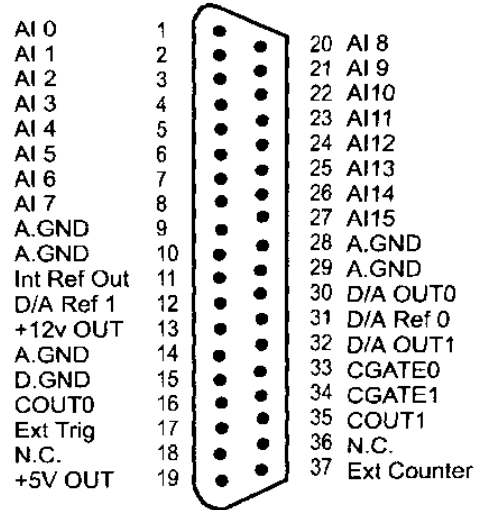 AI 0 1
AI 1 2
AI 2 3
AI 3 4
AI 4 5
AI 5 6
AI 6 7
AI 7 8
A.GND 9
A.GND 10
Int Ref Out 11
D/A Ref 1 12
+12v OUT 13
A.GND 14
D.GND 15
COUT0 16
Ext Trig 17
N.C. 18
+5V OUT 19
20 AI 8
21 AI 9
22 AI10
23 AI11
24 AI12
25 AI13
26 AI14
27 AI15
28 A.GND
29 A.GND
30 D/A OUT0
31 D/A Ref 0
32 D/A OUT1
33 CGATE0
34 CGATE1
35 COUT1
36 N.C.
37 Ext Counter